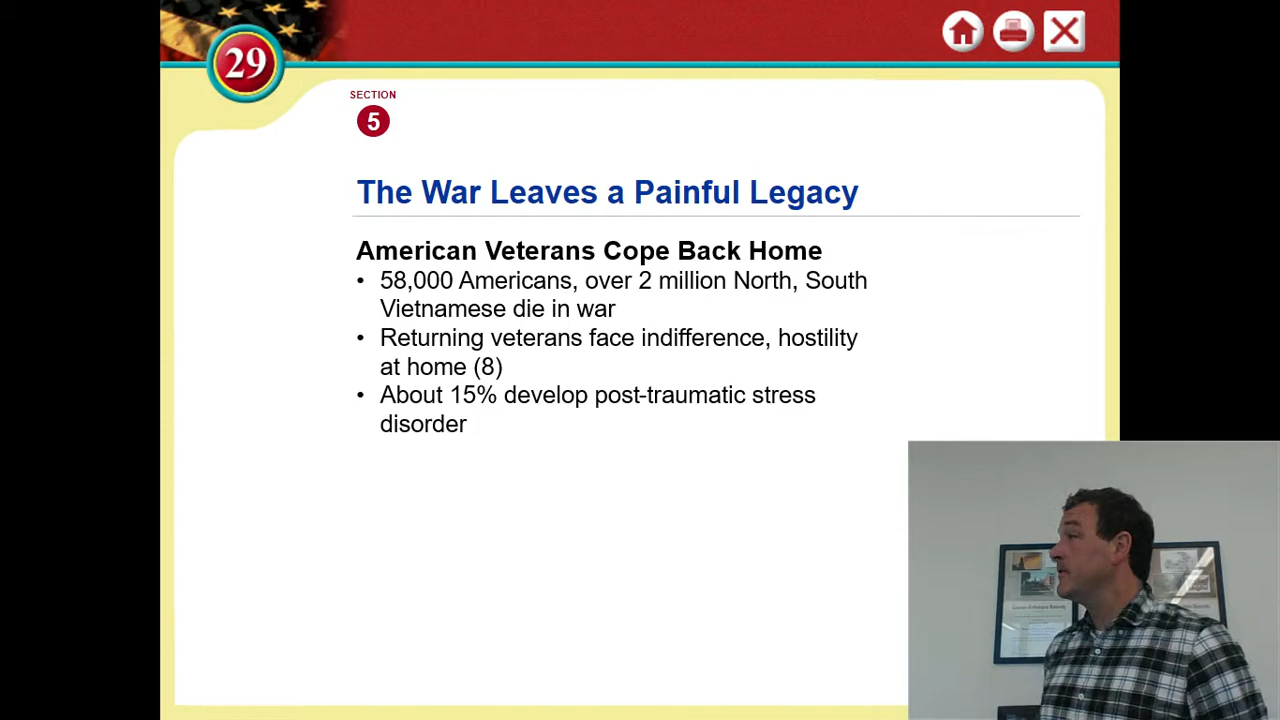 29
SECTION
5
The War Leaves a Painful Legacy
American Veterans Cope Back Home
• 58,000 Americans, over 2 million North, South
Vietnamese die in war
• Returning veterans face indifference, hostility
at home (8)
• About 15% develop post-traumatic stress
disorder